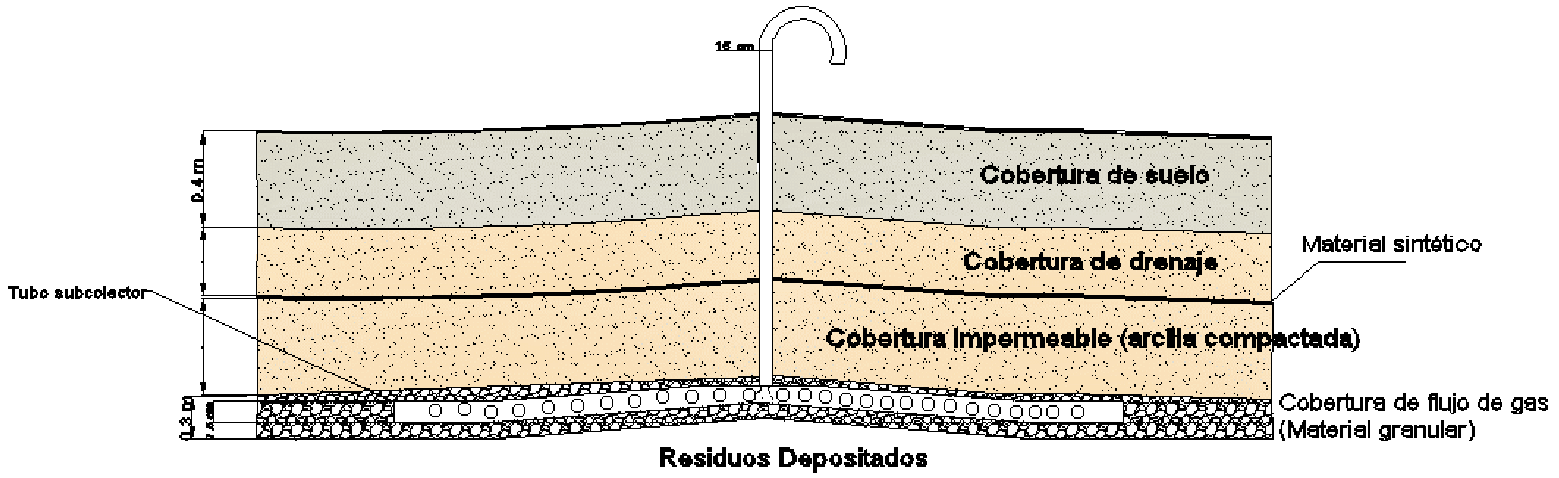 15 cm
0.4 m
Cobertura de suelo
Material sintético
Cobertura de drenaje
Tubo subcolector
Cobertura impermeable (arcilla compactada)
Cobertura de flujo de gas
(Material granular)
Residuos Depositados